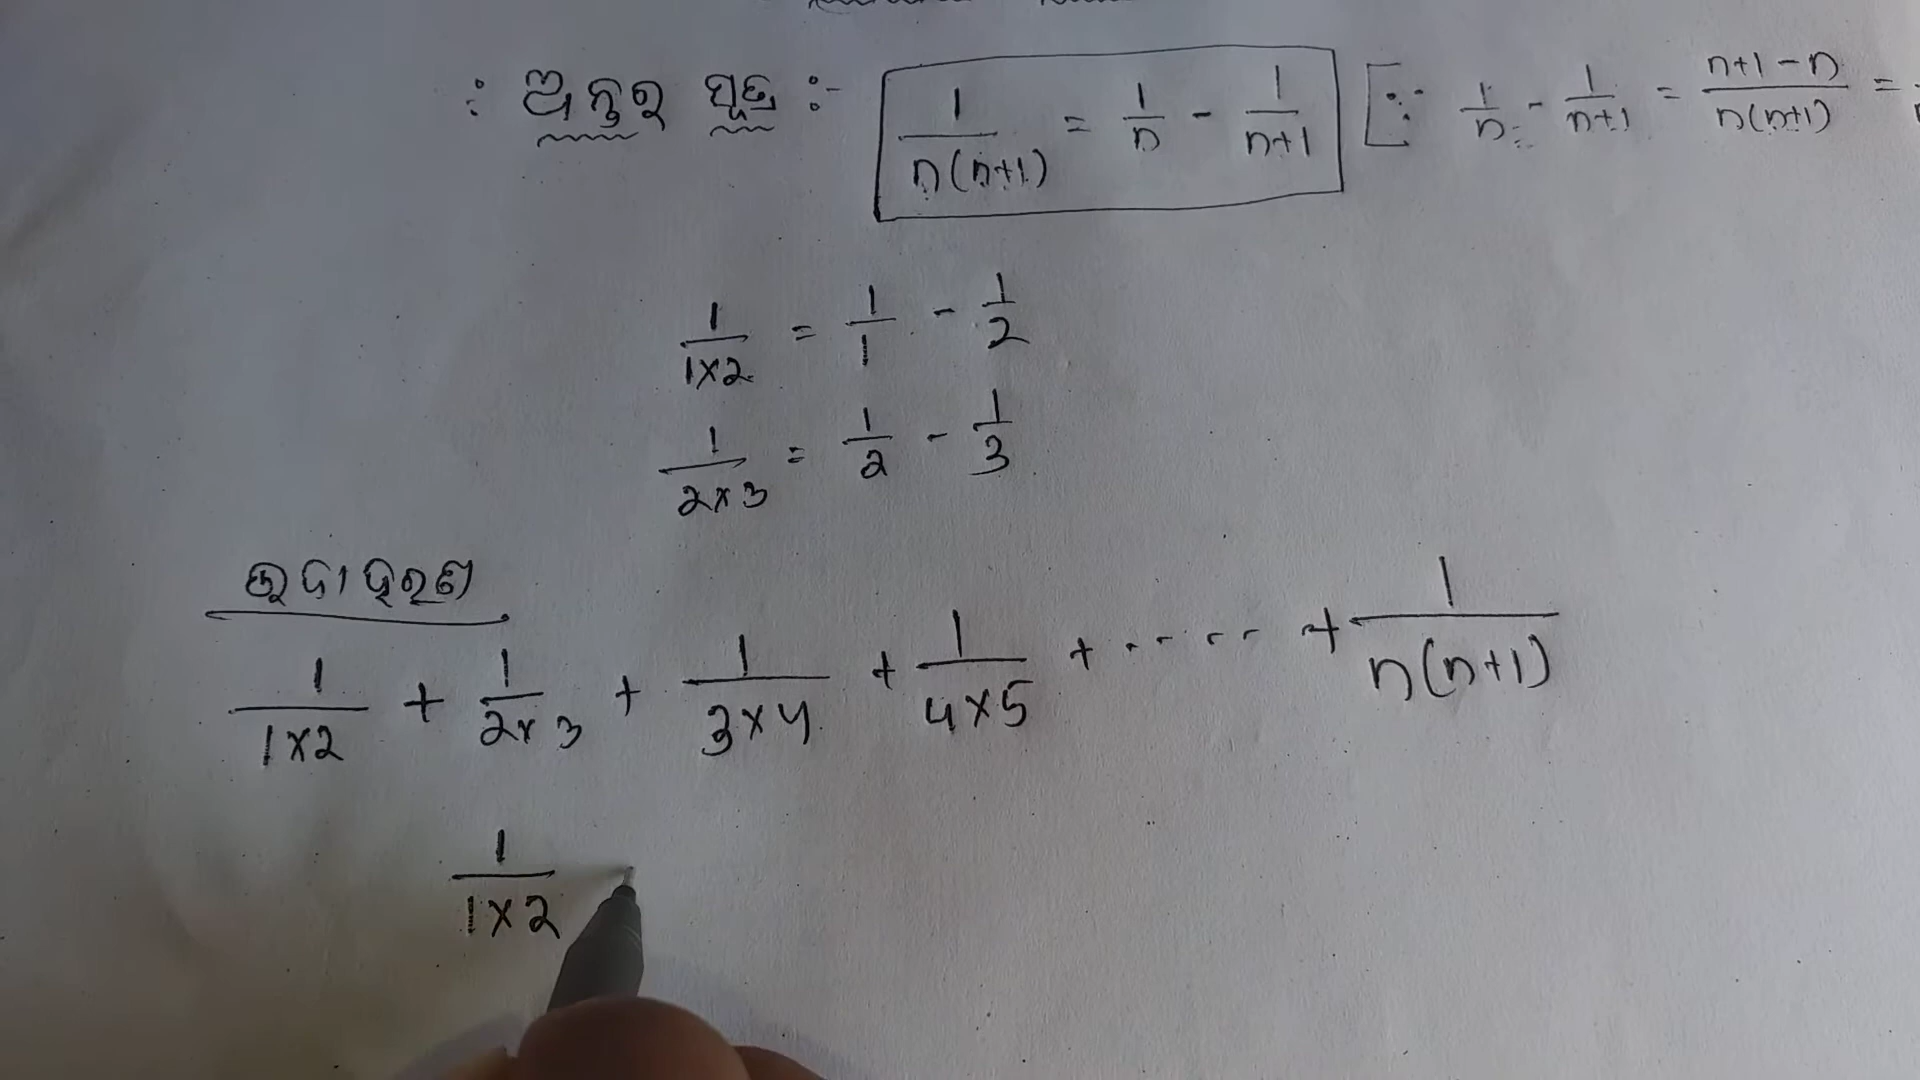 : ଅନ୍ତର ସୂତ୍ର :- 1/n(n+1) = 1/n - 1/n+1 [∵ 1/n - 1/n+1 = n+1-n/n(n+1) =
1/1×2 = 1/1 - 1/2
1/2×3 = 1/2 - 1/3
ଉଦାହରଣ
1/1×2 + 1/2×3 + 1/3×4 + 1/4×5 + ..... + 1/n(n+1)
1/1×2